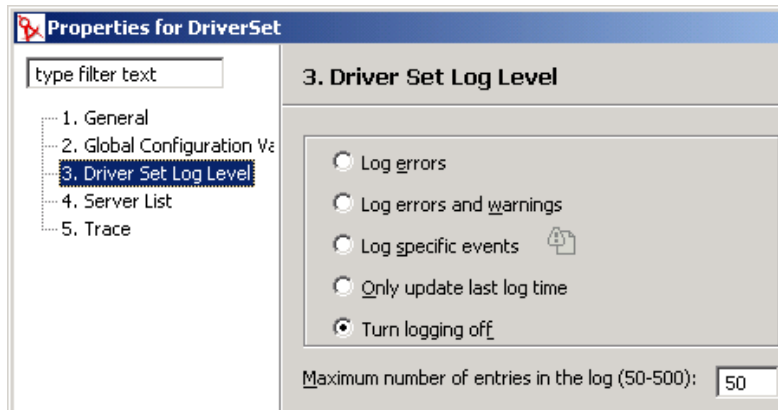 Properties for DriverSet
type filter text
1. General
2. Global Configuration Va
3. Driver Set Log Level
4. Server List
5. Trace
3. Driver Set Log Level
Log errors
Log errors and warnings
Log specific events
Only update last log time
Turn logging off
Maximum number of entries in the log (50-500): 50